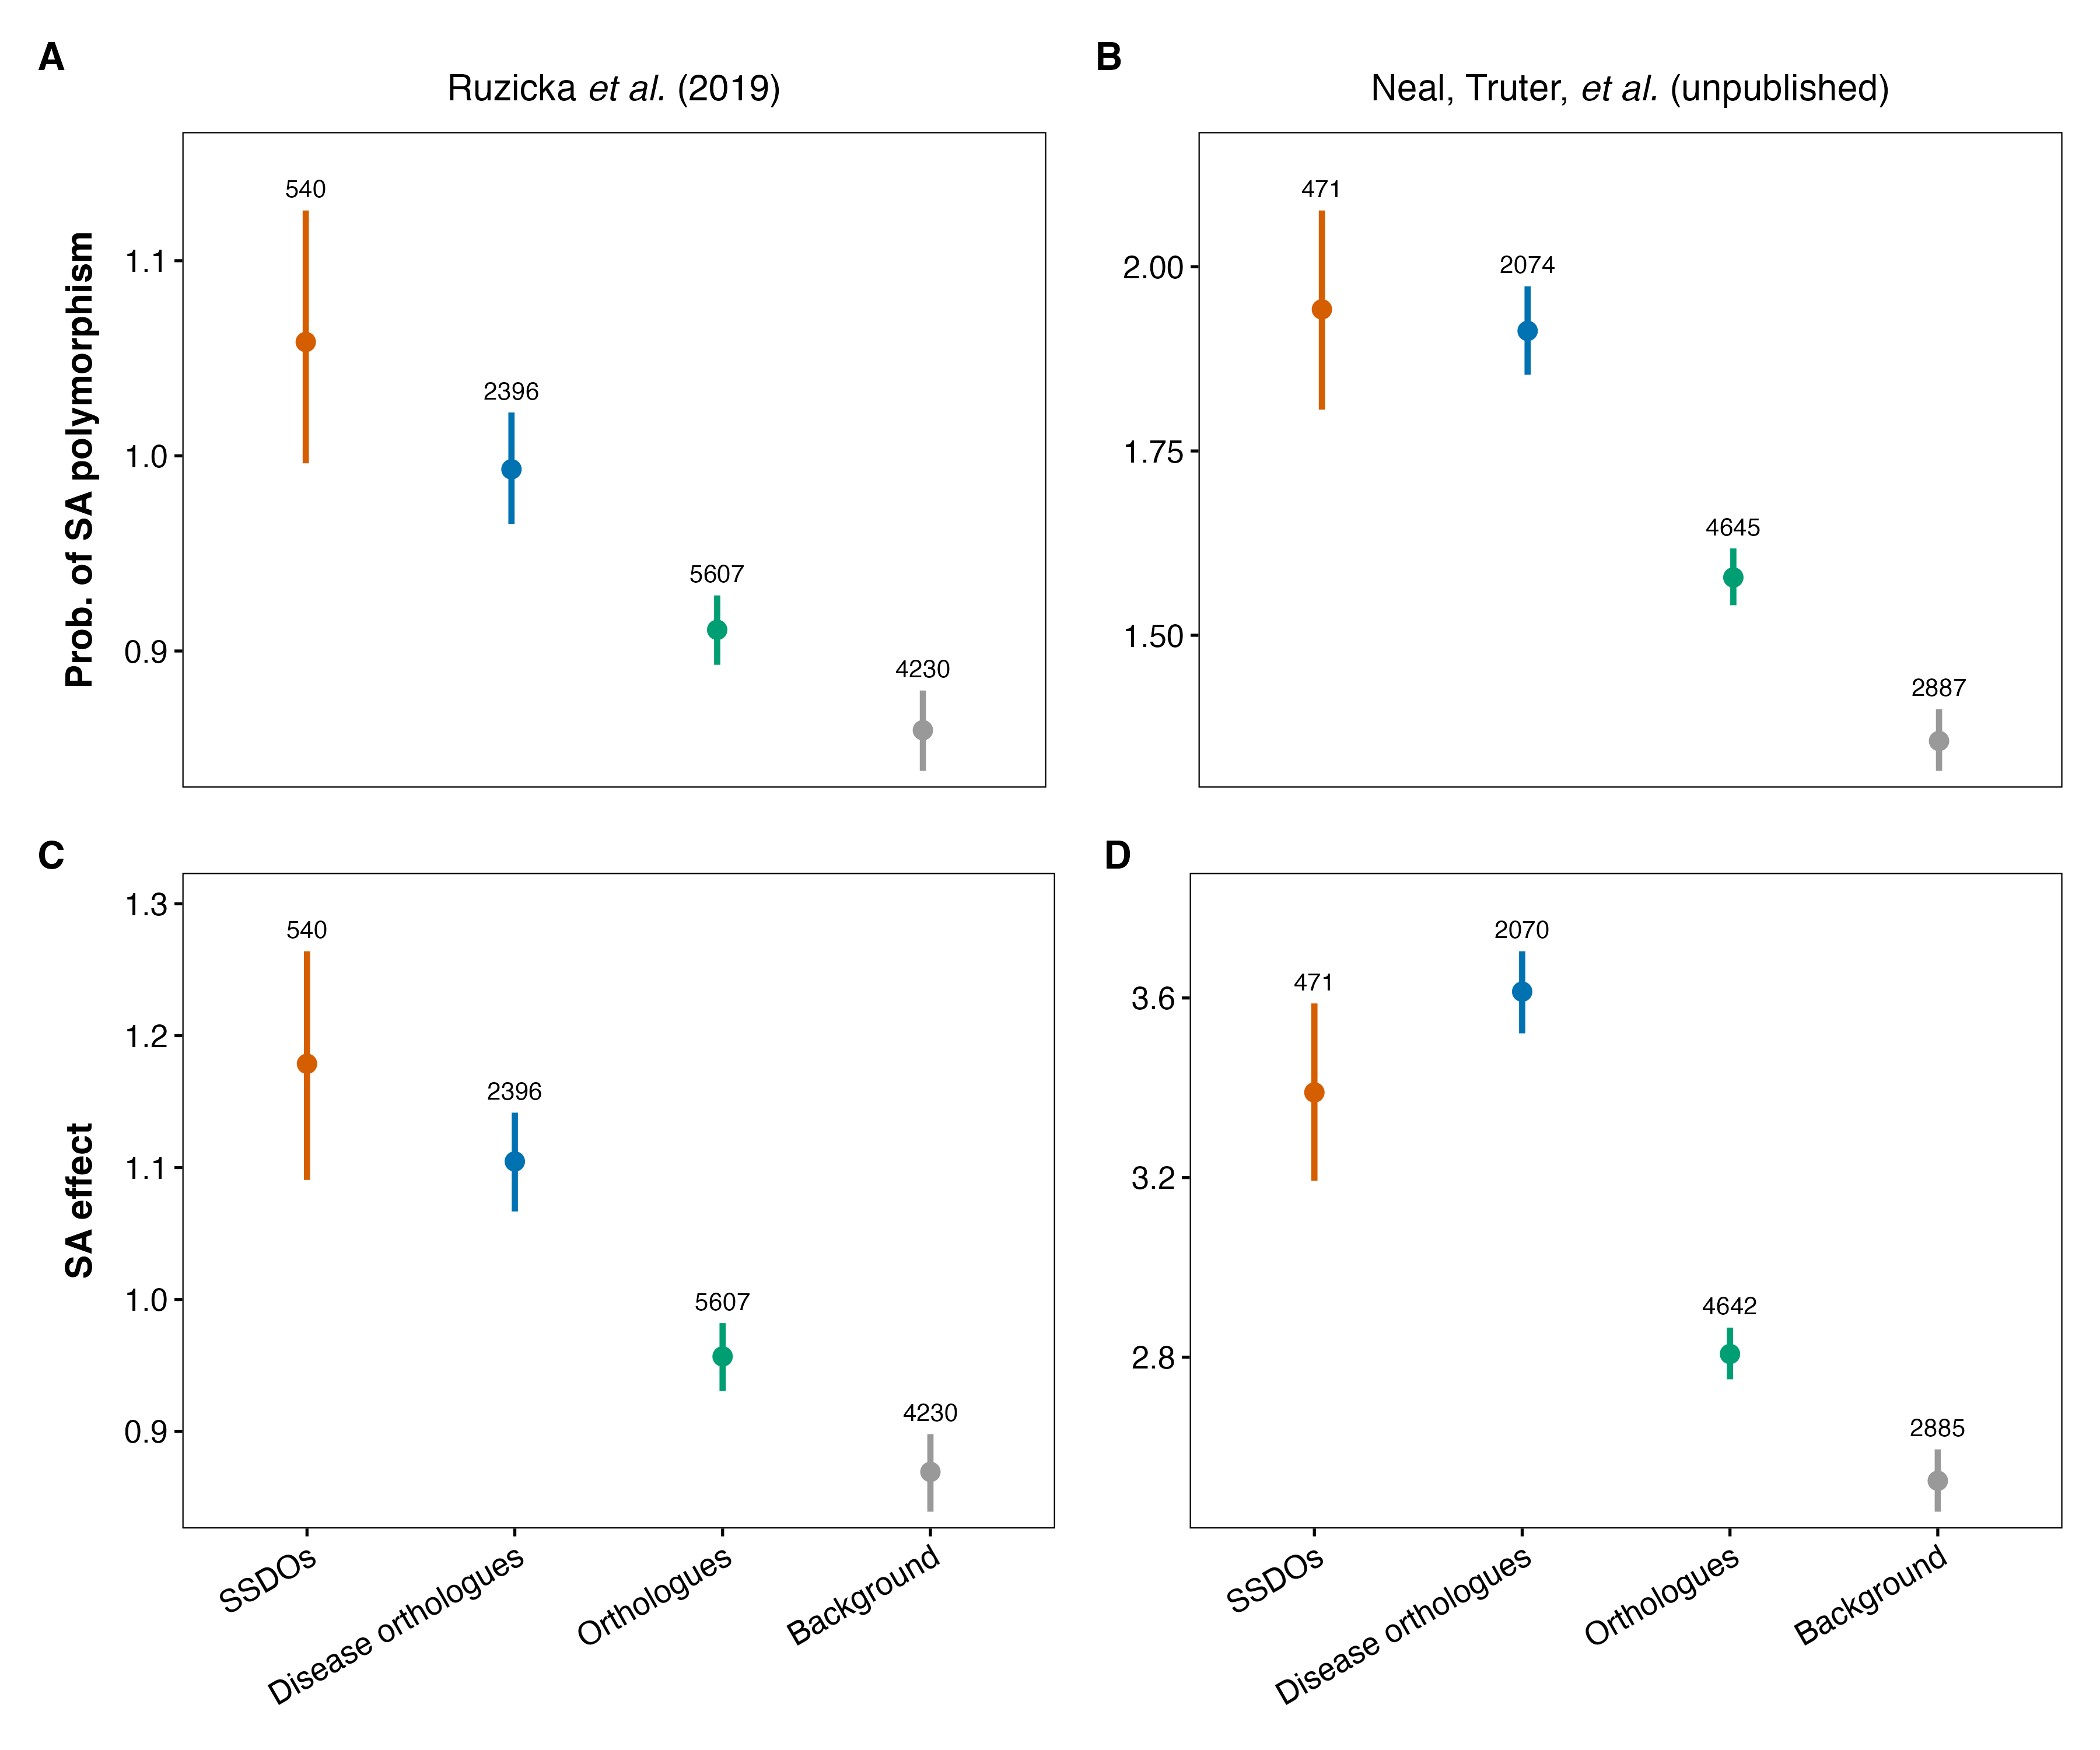 A
Ruzicka et al. (2019)
Prob. of SA polymorphism
1.1
1.0
0.9
540
2396
5607
4230
B
Neal, Truter, et al. (unpublished)
2.00
1.75
1.50
471
2074
4645
2887
C
SA effect
1.3
1.2
1.1
1.0
0.9
540
2396
5607
4230
SSDOs
Disease orthologues
Orthologues
Background
D
3.6
3.2
2.8
471
2070
4642
2885
SSDOs
Disease orthologues
Orthologues
Background